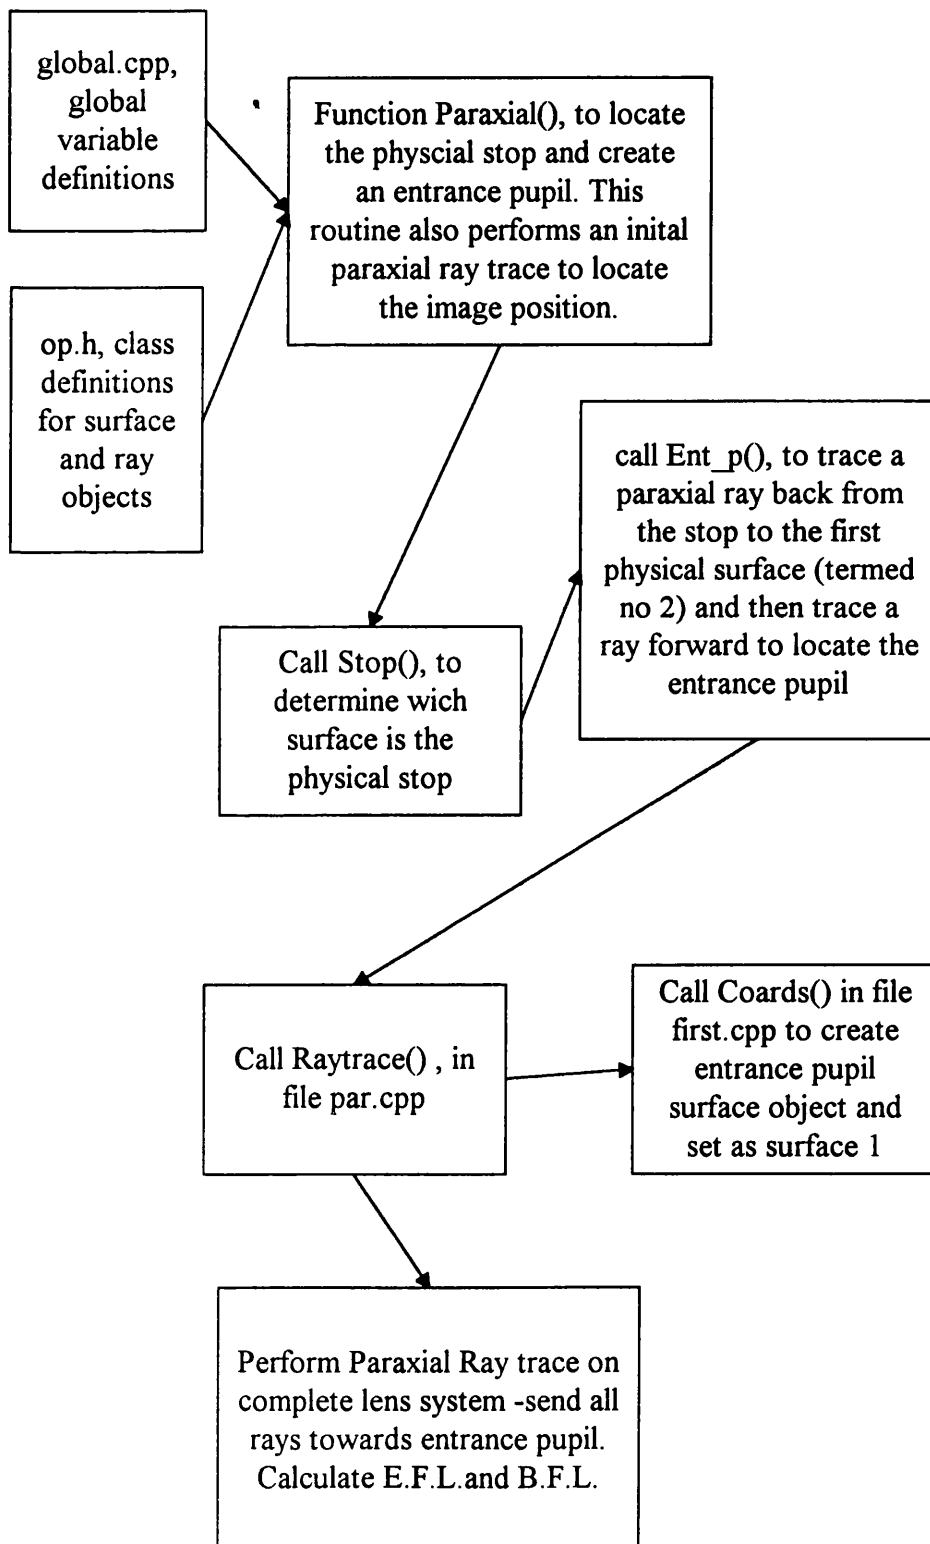 global.cpp,
global
variable
definitions
Function Paraxial(), to locate
the physcial stop and create
an entrance pupil. This
routine also performs an inital
paraxial ray trace to locate
the image position.
op.h, class
definitions
for surface
and ray
objects
call Ent_p(), to trace a
paraxial ray back from
the stop to the first
physical surface (termed
no 2) and then trace a
ray forward to locate the
entrance pupil
Call Stop(), to
determine wich
surface is the
physical stop
Call Raytrace() , in
file par.cpp
Call Coards() in file
first.cpp to create
entrance pupil
surface object and
set as surface 1
Perform Paraxial Ray trace on
complete lens system -send all
rays towards entrance pupil.
Calculate E.F.L.and B.F.L.